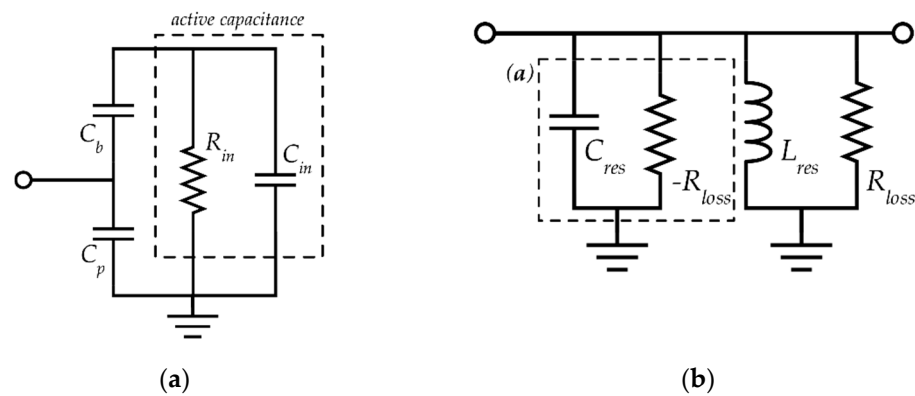 active capacitance
C_b
R_in
C_in
C_p
(a)
(a)
C_res
-R_loss
L_res
R_loss
(b)